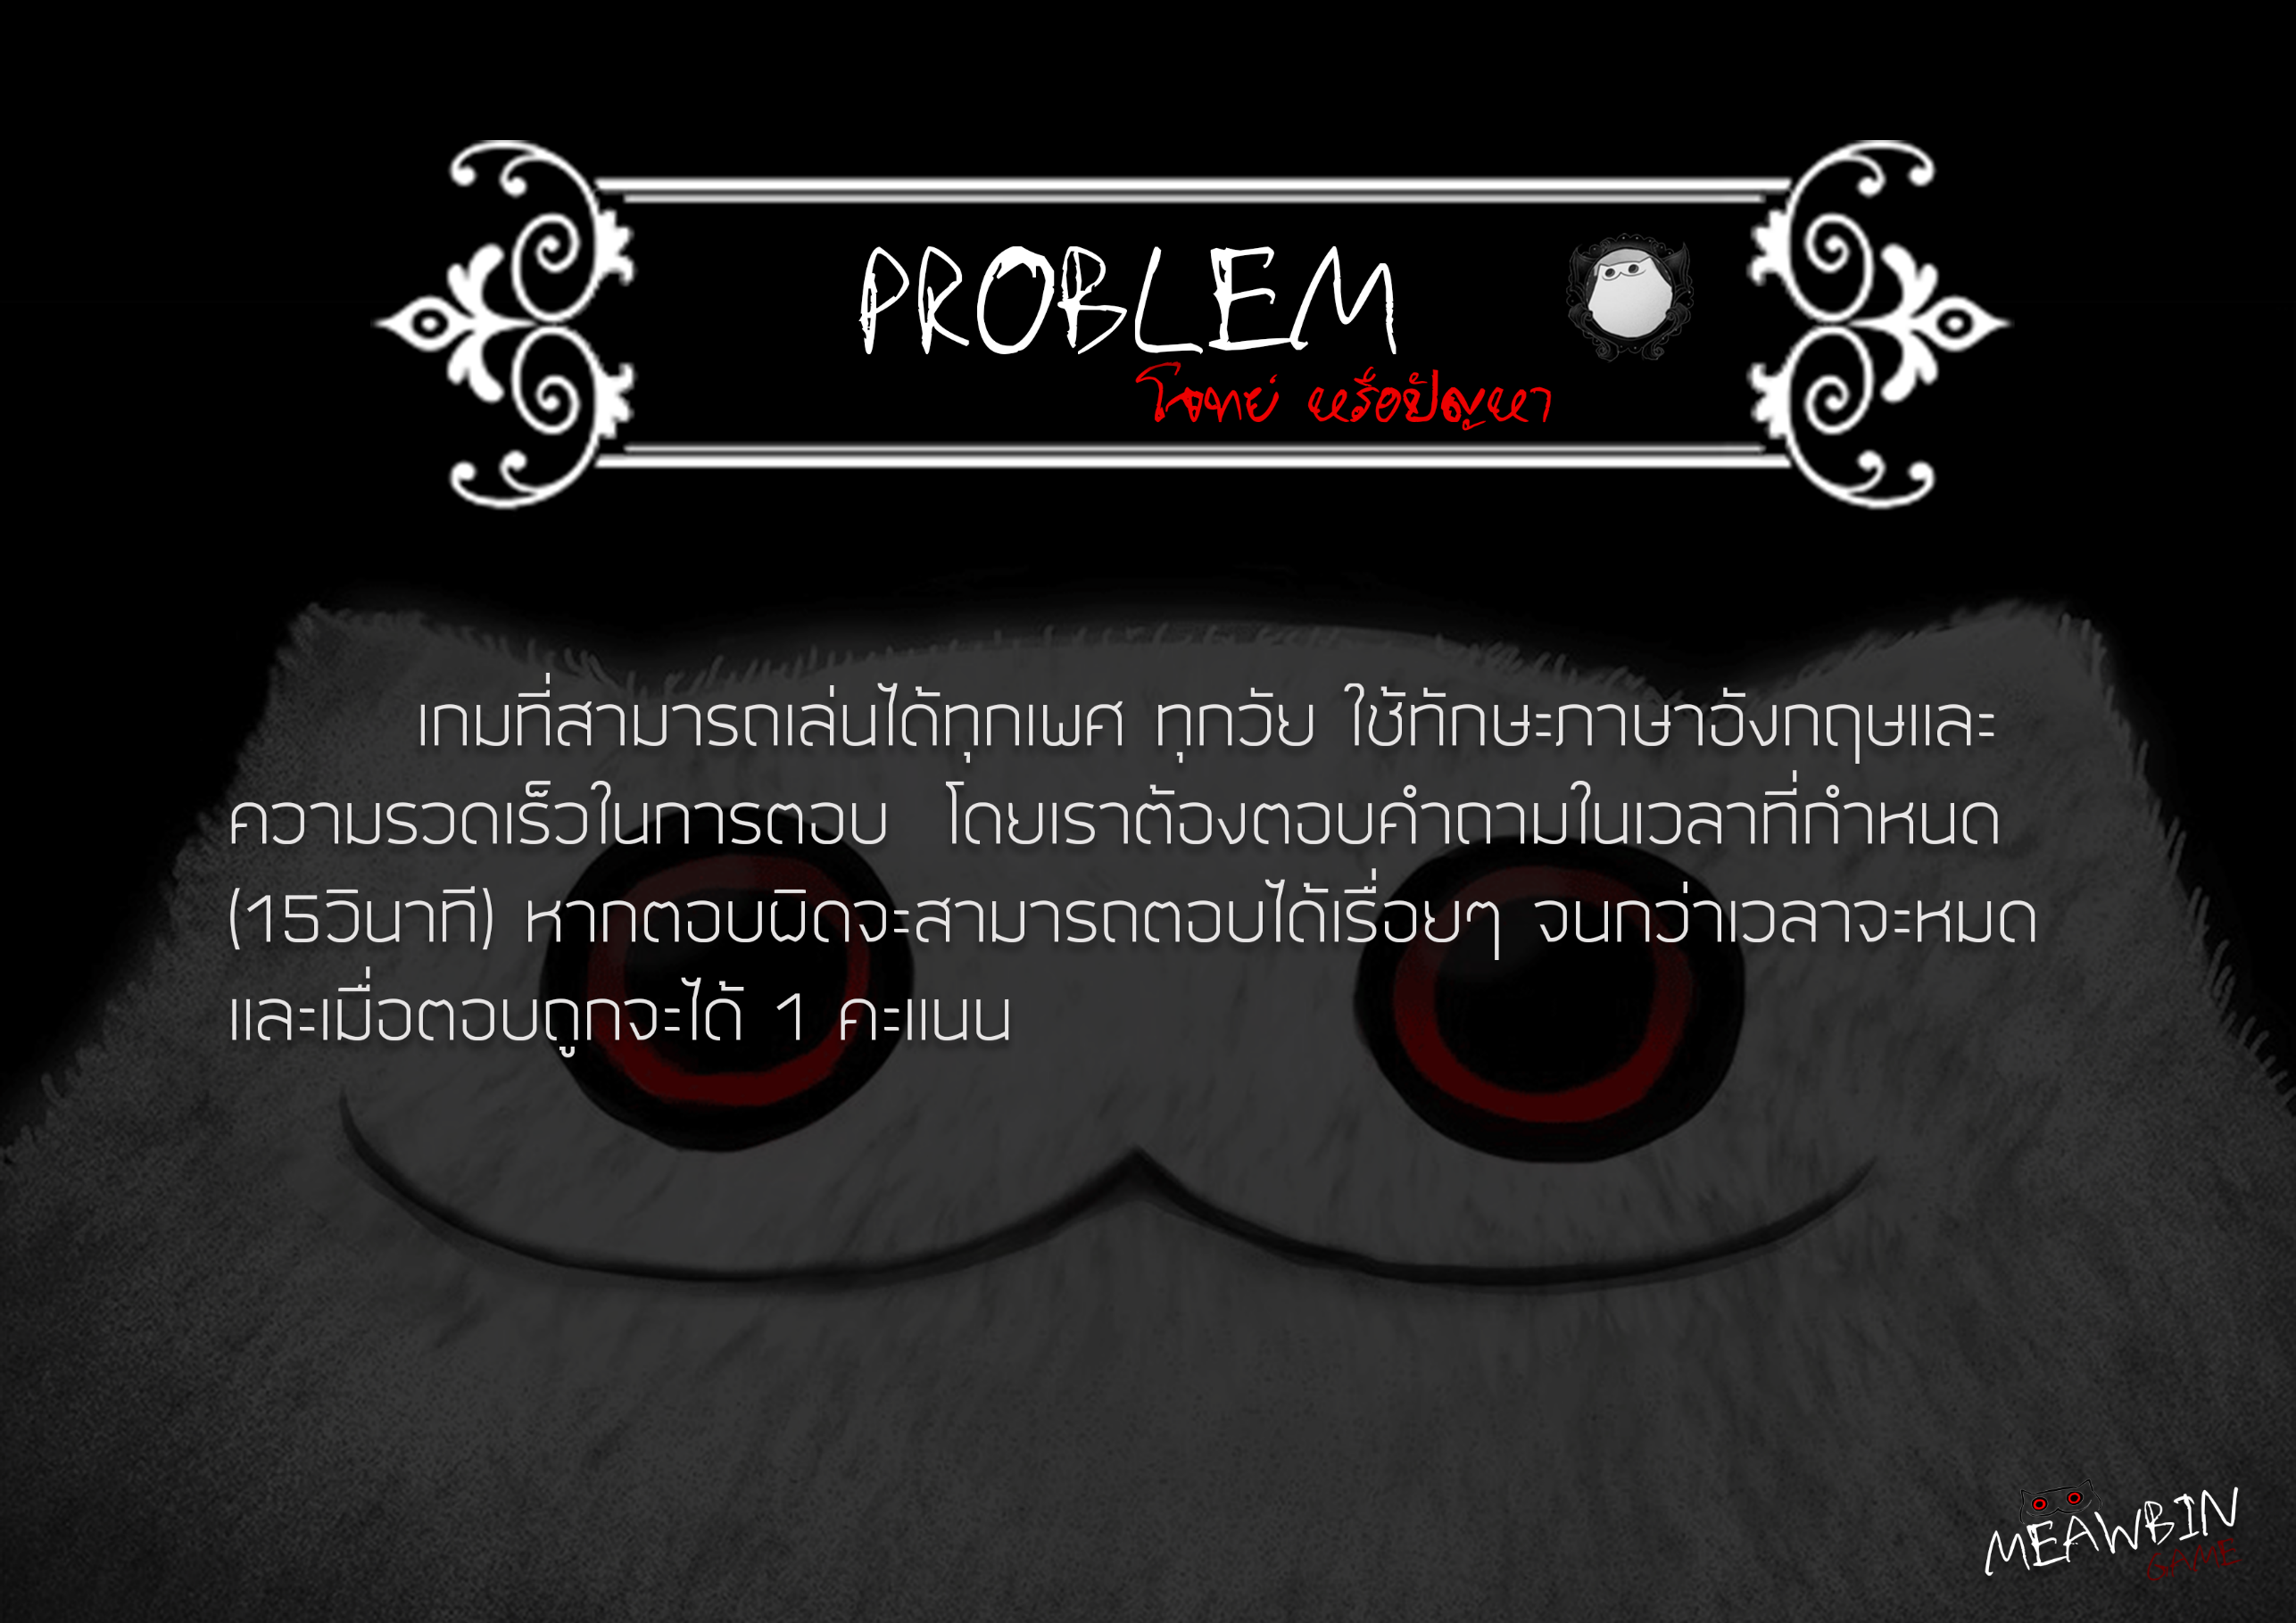 PROBLEM
โจทย์ หรือปัญหา
เกมที่สามารถเล่นได้ทุกเพศ ทุกวัย ใช้ทักษะภาษาอังกฤษและ
ความรวดเร็วในการตอบ โดยเราต้องตอบคำถามในเวลาที่กำหนด
(15วินาที) หากตอบผิดจะสามารถตอบได้เรื่อยๆ จนกว่าเวลาจะหมด
และเมื่อตอบถูกจะได้ 1 คะแนน
MEAWBIN
GAME